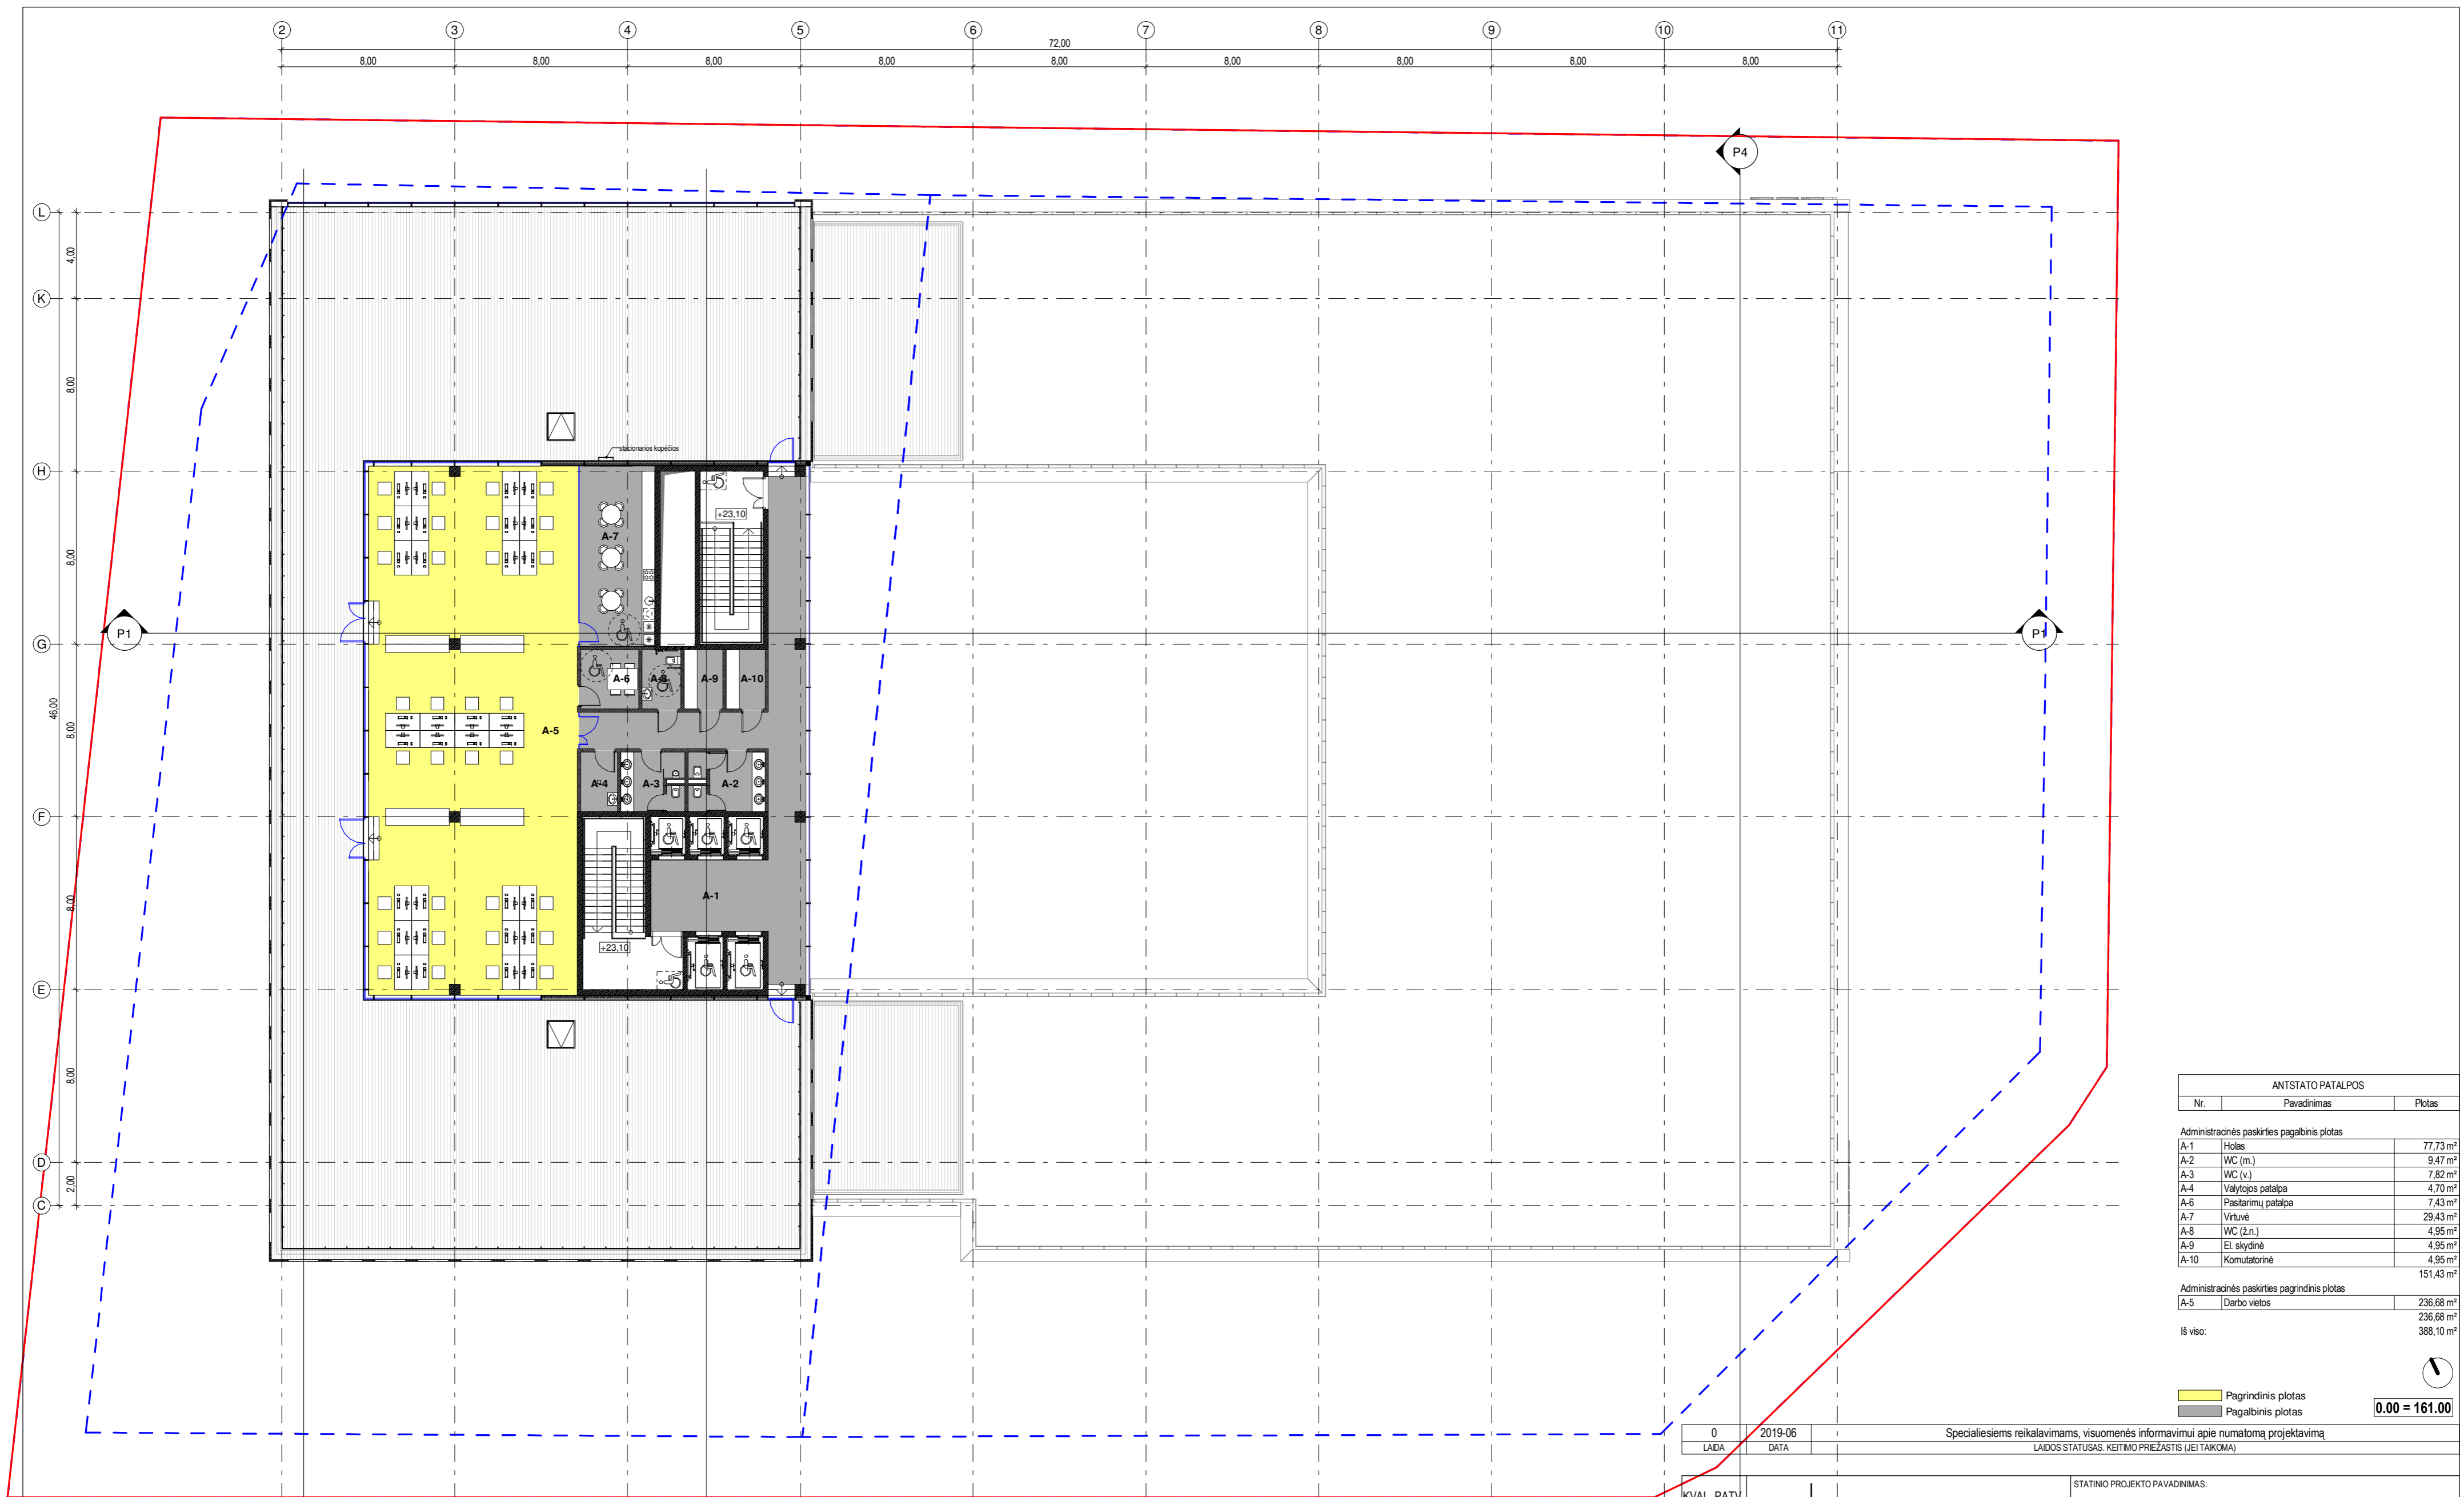 2 3 4 5 6 7 8 9 10 11
72,00
8,00 8,00 8,00 8,00 8,00 8,00 8,00 8,00 8,00
P4
L
4,00
K
8,00
H
stacionarios kopėčios
+23,10
A-7
8,00
P1 P1
G
A-6 A-8 A-9 A-10
46,00
8,00
A-5
A-4 A-3 A-2
F
8,00
A-1
+23,10
E
8,00
D
2,00
C
ANTSTATO PATALPOS
Nr. Pavadinimas Plotas
Administracinės paskirties pagalbinis plotas
A-1 Holas 77,73 m²
A-2 WC (m.) 9,47 m²
A-3 WC (v.) 7,82 m²
A-4 Valytojos patalpa 4,70 m²
A-6 Pasitarimų patalpa 7,43 m²
A-7 Virtuvė 29,43 m²
A-8 WC (ž.n.) 4,95 m²
A-9 El. skydinė 4,95 m²
A-10 Komutatorinė 4,95 m²
151,43 m²
Administracinės paskirties pagrindinis plotas
A-5 Darbo vietos 236,68 m²
236,68 m²
Iš viso: 388,10 m²
Pagrindinis plotas
Pagalbinis plotas
0.00 = 161.00
0 2019-06 Specialiesiems reikalavimams, visuomenės informavimui apie numatomą projektavimą
LAIDA DATA LAIDOS STATUSAS. KEITIMO PRIEŽASTIS (JEI TAIKOMA)
STATINIO PROJEKTO PAVADINIMAS:
KVAL. PATV.